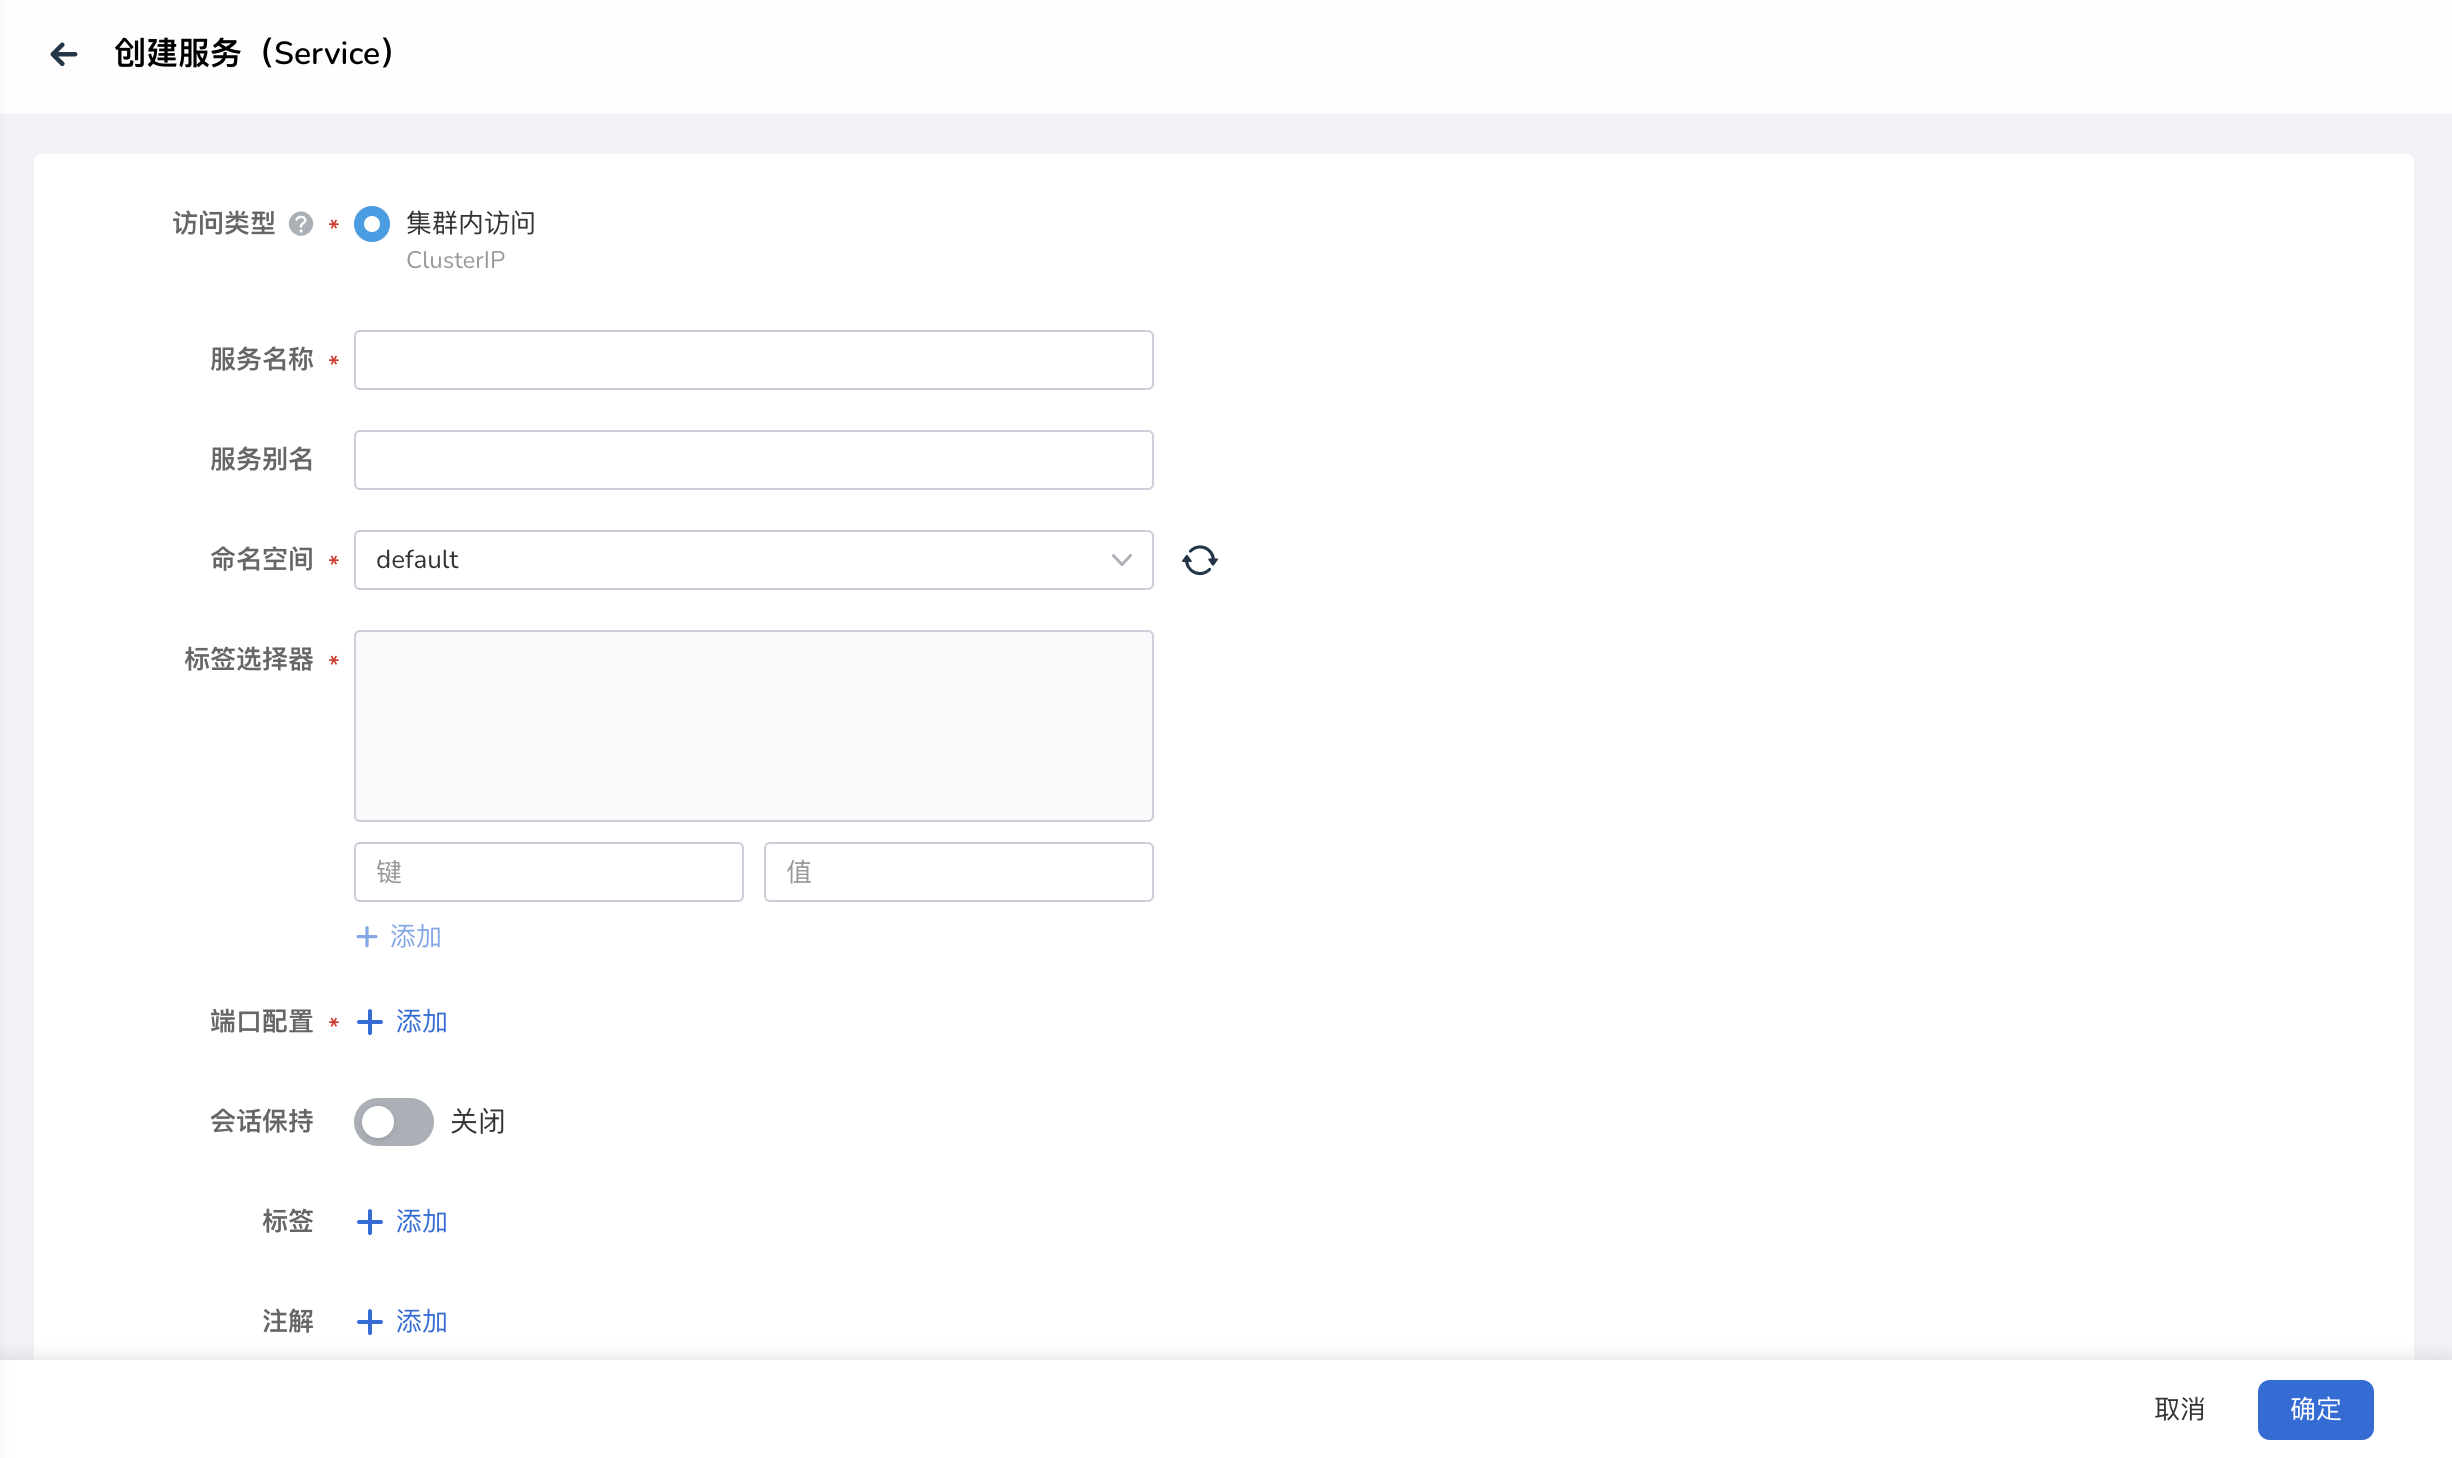 创建服务（Service）
访问类型 ? * 集群内访问
ClusterIP
服务名称 *
服务别名
命名空间 * default
标签选择器 *
键 值
+ 添加
端口配置 * + 添加
会话保持 关闭
标签 + 添加
注解 + 添加
取消 确定